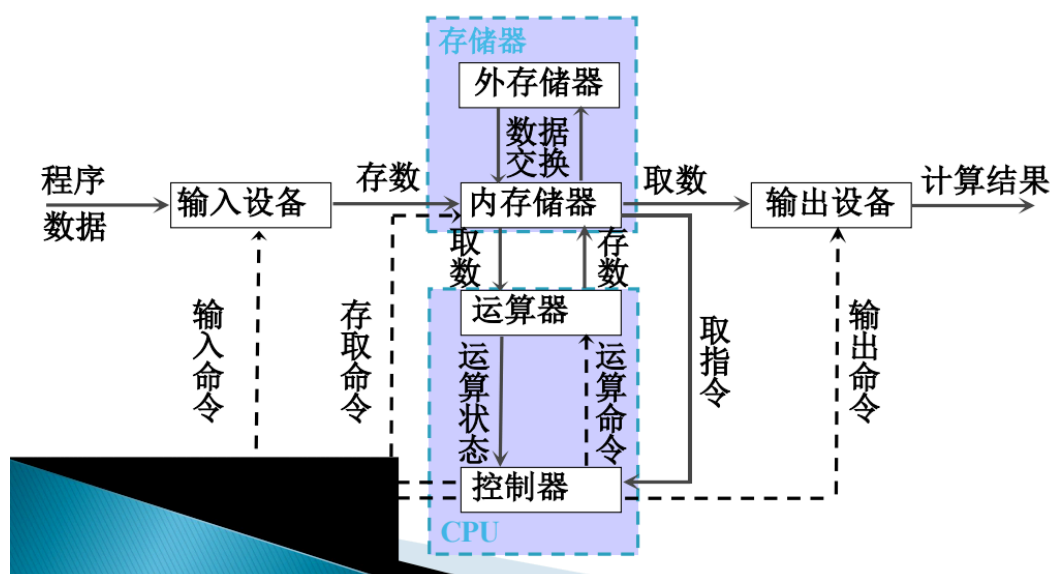 存储器
外存储器
数据
交换
程序
数据
输入设备
存数
内存储器
取数
输出设备
计算结果
取数
存数
运算器
输入命令
存取命令
运算状态
运算命令
取指令
输出命令
控制器
CPU